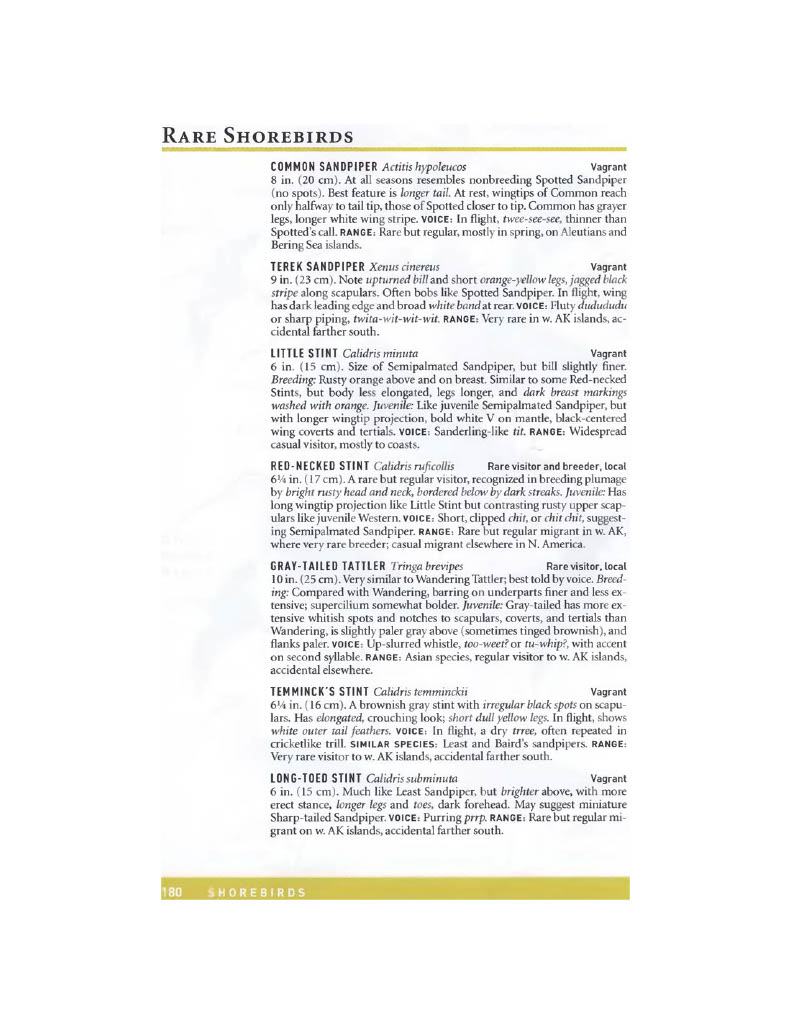 RARE SHOREBIRDS
COMMON SANDPIPER Actitis hypoleucos Vagrant
8 in. (20 cm). At all seasons resembles nonbreeding Spotted Sandpiper
(no spots). Best feature is longer tail. At rest, wingtips of Common reach
only halfway to tail tip, those of Spotted closer to tip. Common has grayer
legs, longer white wing stripe. VOICE: In flight, twee-see-see, thinner than
Spotted's call. RANGE: Rare but regular, mostly in spring, on Aleutians and
Bering Sea islands.
TEREK SANDPIPER Xenus cinereus Vagrant
9 in. (23 cm). Note upturned bill and short orange-yellow legs, jagged black
stripe along scapulars. Often bobs like Spotted Sandpiper. In flight, wing
has dark leading edge and broad white band at rear. VOICE: Fluty dudududu
or sharp piping, twita-wit-wit-wit. RANGE: Very rare in w. AK islands, ac-
cidental farther south.
LITTLE STINT Calidris minuta Vagrant
6 in. (15 cm). Size of Semipalmated Sandpiper, but bill slightly finer.
Breeding: Rusty orange above and on breast. Similar to some Red-necked
Stints, but body less elongated, legs longer, and dark breast markings
washed with orange. Juvenile: Like juvenile Semipalmated Sandpiper, but
with longer wingtip projection, bold white V on mantle, black-centered
wing coverts and tertials. VOICE: Sanderling-like tit. RANGE: Widespread
casual visitor, mostly to coasts.
RED-NECKED STINT Calidris ruficollis Rare visitor and breeder, local
6¼ in. (17 cm). A rare but regular visitor, recognized in breeding plumage
by bright rusty head and neck, bordered below by dark streaks. Juvenile: Has
long wingtip projection like Little Stint but contrasting rusty upper scap-
ulars like juvenile Western. VOICE: Short, clipped chit, or chit chit, suggest-
ing Semipalmated Sandpiper. RANGE: Rare but regular migrant in w. AK,
where very rare breeder; casual migrant elsewhere in N. America.
GRAY-TAILED TATTLER Tringa brevipes Rare visitor, local
10 in. (25 cm). Very similar to Wandering Tattler; best told by voice. Breed-
ing: Compared with Wandering, barring on underparts finer and less ex-
tensive; supercilium somewhat bolder. Juvenile: Gray-tailed has more ex-
tensive whitish spots and notches to scapulars, coverts, and tertials than
Wandering, is slightly paler gray above (sometimes tinged brownish), and
flanks paler. VOICE: Up-slurred whistle, too-weet? or tu-whip?, with accent
on second syllable. RANGE: Asian species, regular visitor to w. AK islands,
accidental elsewhere.
TEMMINCK'S STINT Calidris temminckii Vagrant
6¼ in. (16 cm). A brownish gray stint with irregular black spots on scapu-
lars. Has elongated, crouching look; short dull yellow legs. In flight, shows
white outer tail feathers. VOICE: In flight, a dry trree, often repeated in
cricketlike trill. SIMILAR SPECIES: Least and Baird's sandpipers. RANGE:
Very rare visitor to w. AK islands, accidental farther south.
LONG-TOED STINT Calidris subminuta Vagrant
6 in. (15 cm). Much like Least Sandpiper, but brighter above, with more
erect stance, longer legs and toes, dark forehead. May suggest miniature
Sharp-tailed Sandpiper. VOICE: Purring prrp. RANGE: Rare but regular mi-
grant on w. AK islands, accidental farther south.
180 SHOREBIRDS